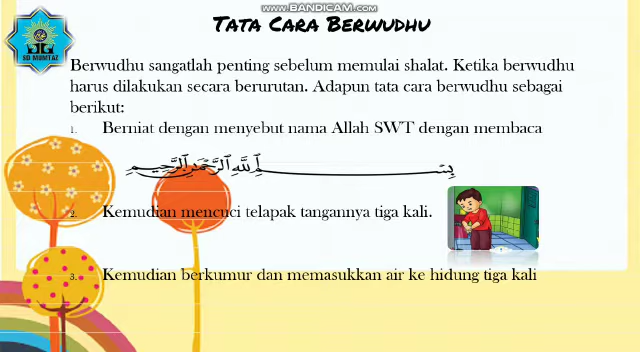 www.BANDICAM.com
TATA CARA BERWUDHU
SD MUMTAZ
Berwudhu sangatlah penting sebelum memulai shalat. Ketika berwudhu
harus dilakukan secara berurutan. Adapun tata cara berwudhu sebagai
berikut:
1. Berniat dengan menyebut nama Allah SWT dengan membaca
بِسْمِ اللَّهِ الرَّحْمَنِ الرَّحِيمِ
2. Kemudian mencuci telapak tangannya tiga kali.
3. Kemudian berkumur dan memasukkan air ke hidung tiga kali